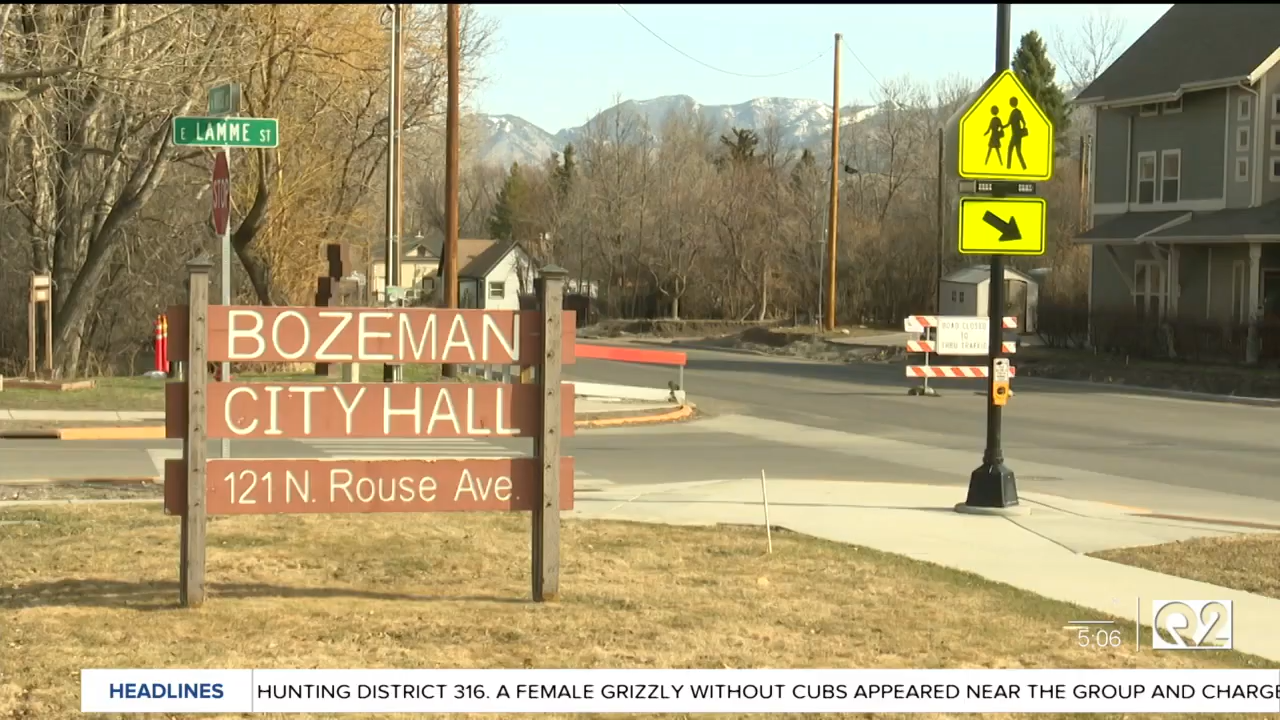 E LAMME ST
STOP
BOZEMAN
CITY HALL
121 N. Rouse Ave.
ROAD CLOSED
TO
THRU TRAFFIC
5:06
Q2
HEADLINES
HUNTING DISTRICT 316. A FEMALE GRIZZLY WITHOUT CUBS APPEARED NEAR THE GROUP AND CHARGE